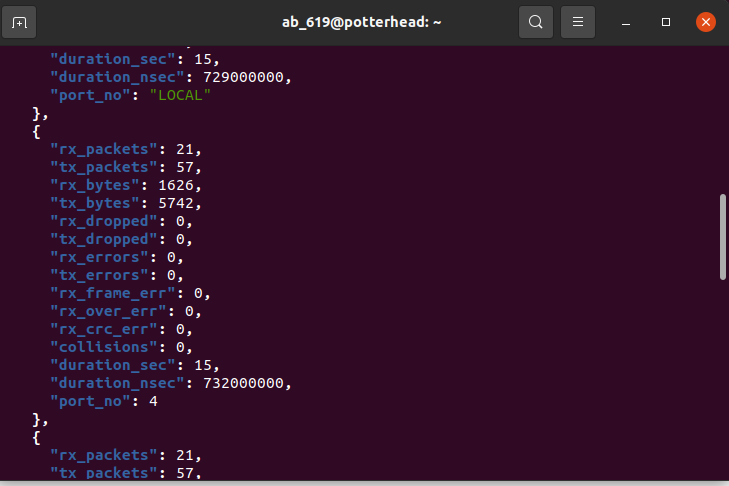 ab_619@potterhead: ~
"duration_sec": 15,
"duration_nsec": 729000000,
"port_no": "LOCAL"
},
{
"rx_packets": 21,
"tx_packets": 57,
"rx_bytes": 1626,
"tx_bytes": 5742,
"rx_dropped": 0,
"tx_dropped": 0,
"rx_errors": 0,
"tx_errors": 0,
"rx_frame_err": 0,
"rx_over_err": 0,
"rx_crc_err": 0,
"collisions": 0,
"duration_sec": 15,
"duration_nsec": 732000000,
"port_no": 4
},
{
"rx_packets": 21,
"tx_packets": 57,